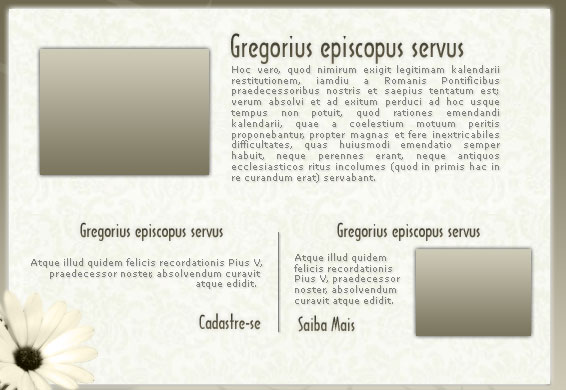 Gregorius episcopus servus
Hoc vero, quod nimirum exigit legitimam kalendarii
restitutionem, iamdiu a Romanis Pontificibus
praedecessoribus nostris et saepius tentatum est;
verum absolvi et ad exitum perduci ad hoc usque
tempus non potuit, quod rationes emendandi
kalendarii, quae a coelestium motuum peritis
proponebantur, propter magnas et fere inextricabiles
difficultates, quas huiusmodi emendatio semper
habuit, neque perennes erant, neque antiquos
ecclesiasticos ritus incolumes (quod in primis hac in
re curandum erat) servabant.
Gregorius episcopus servus
Atque illud quidem felicis recordationis Pius V,
praedecessor noster, absolvendum curavit
atque edidit.
Cadastre-se
Gregorius episcopus servus
Atque illud quidem
felicis recordationis
Pius V, praedecessor
noster, absolvendum
curavit atque edidit.
Saiba Mais